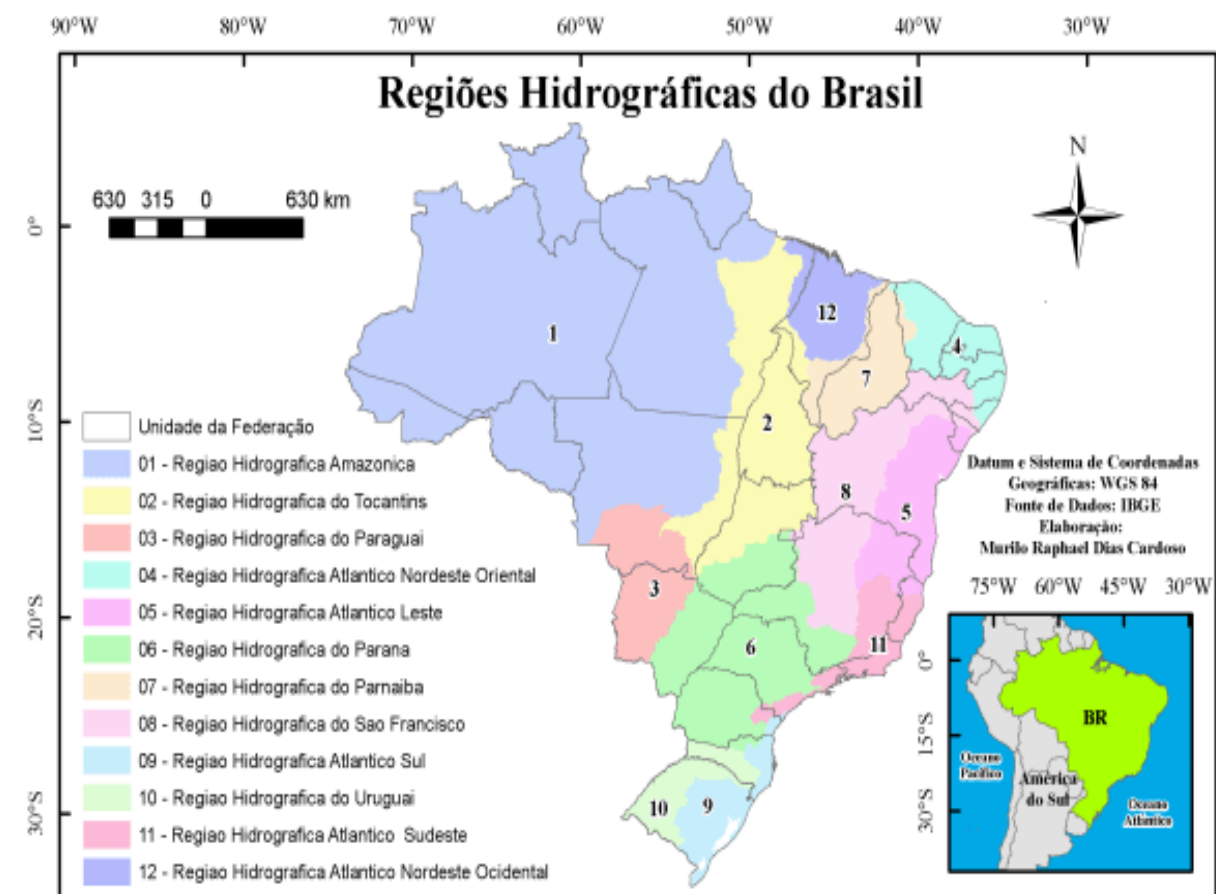 90°W 80°W 70°W 60°W 50°W 40°W 30°W
Regiões Hidrográficas do Brasil
N
630 315 0 630 km
0°
10°S
20°S
30°S
1
2
3
4
5
6
7
8
9
10
11
12
Unidade da Federação
01 - Regiao Hidrografica Amazonica
02 - Regiao Hidrografica do Tocantins
03 - Regiao Hidrografica do Paraguai
04 - Regiao Hidrografica Atlantico Nordeste Oriental
05 - Regiao Hidrografica Atlantico Leste
06 - Regiao Hidrografica do Parana
07 - Regiao Hidrografica do Parnaiba
08 - Regiao Hidrografica do Sao Francisco
09 - Regiao Hidrografica Atlantico Sul
10 - Regiao Hidrografica do Uruguai
11 - Regiao Hidrografica Atlantico Sudeste
12 - Regiao Hidrografica Atlantico Nordeste Ocidental
Datum e Sistema de Coordenadas
Geográficas: WGS 84
Fonte de Dados: IBGE
Elaboração:
Murilo Raphael Dias Cardoso
75°W 60°W 45°W 30°W
0°
15°S
30°S
BR
Oceano
Pacífico
América
do Sul
Oceano
Atlântico